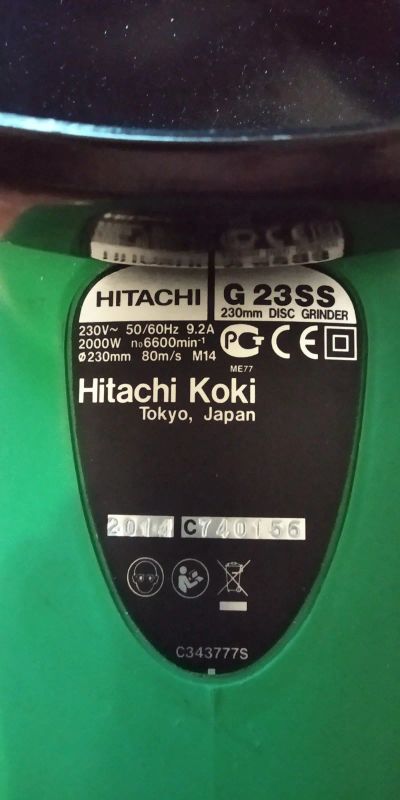 HITACHI
G 23SS
230mm DISC GRINDER
230V~ 50/60Hz 9.2A
2000W n₀6600min⁻¹
ø230mm 80m/s M14
ME77
Hitachi Koki
Tokyo, Japan
2014 C740156
C343777S